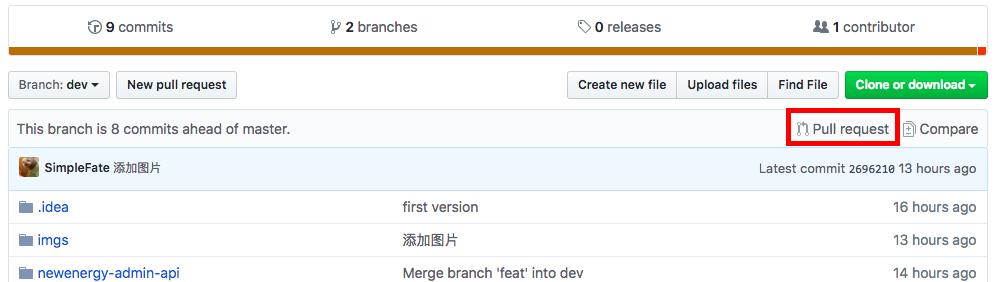 9 commits 2 branches 0 releases 1 contributor
Branch: dev New pull request Create new file Upload files Find File Clone or download
This branch is 8 commits ahead of master. Pull request Compare
SimpleFate 添加图片 Latest commit 2696210 13 hours ago
.idea first version 16 hours ago
imgs 添加图片 13 hours ago
newenergy-admin-api Merge branch 'feat' into dev 14 hours ago